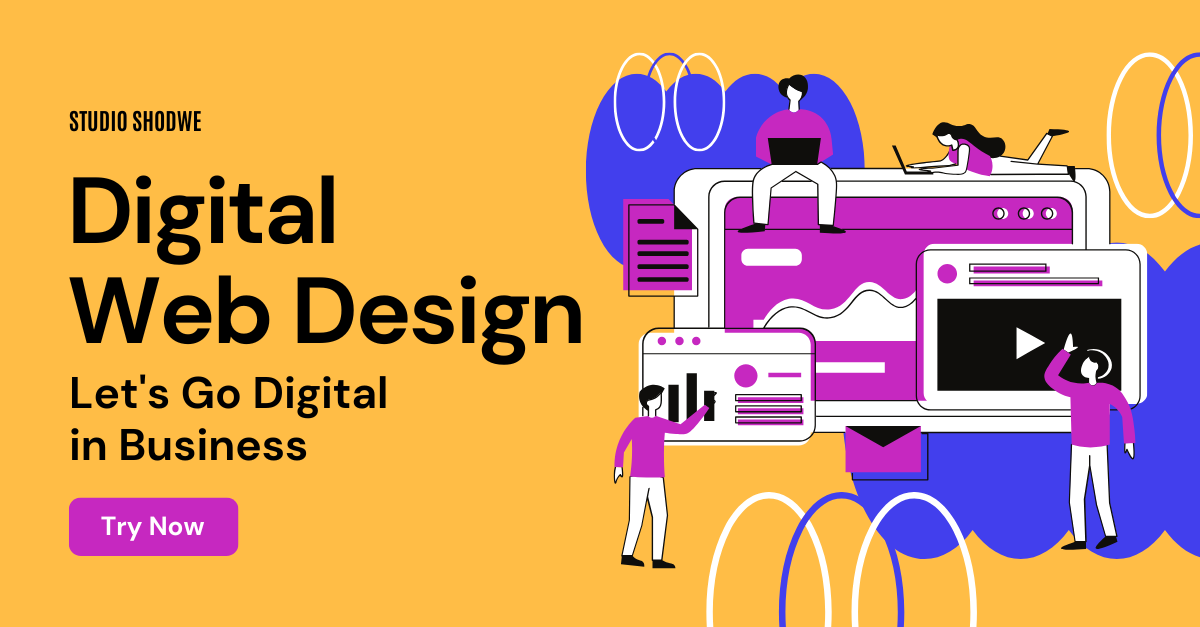 STUDIO SHODWE
Digital
Web Design
Let's Go Digital
in Business
Try Now